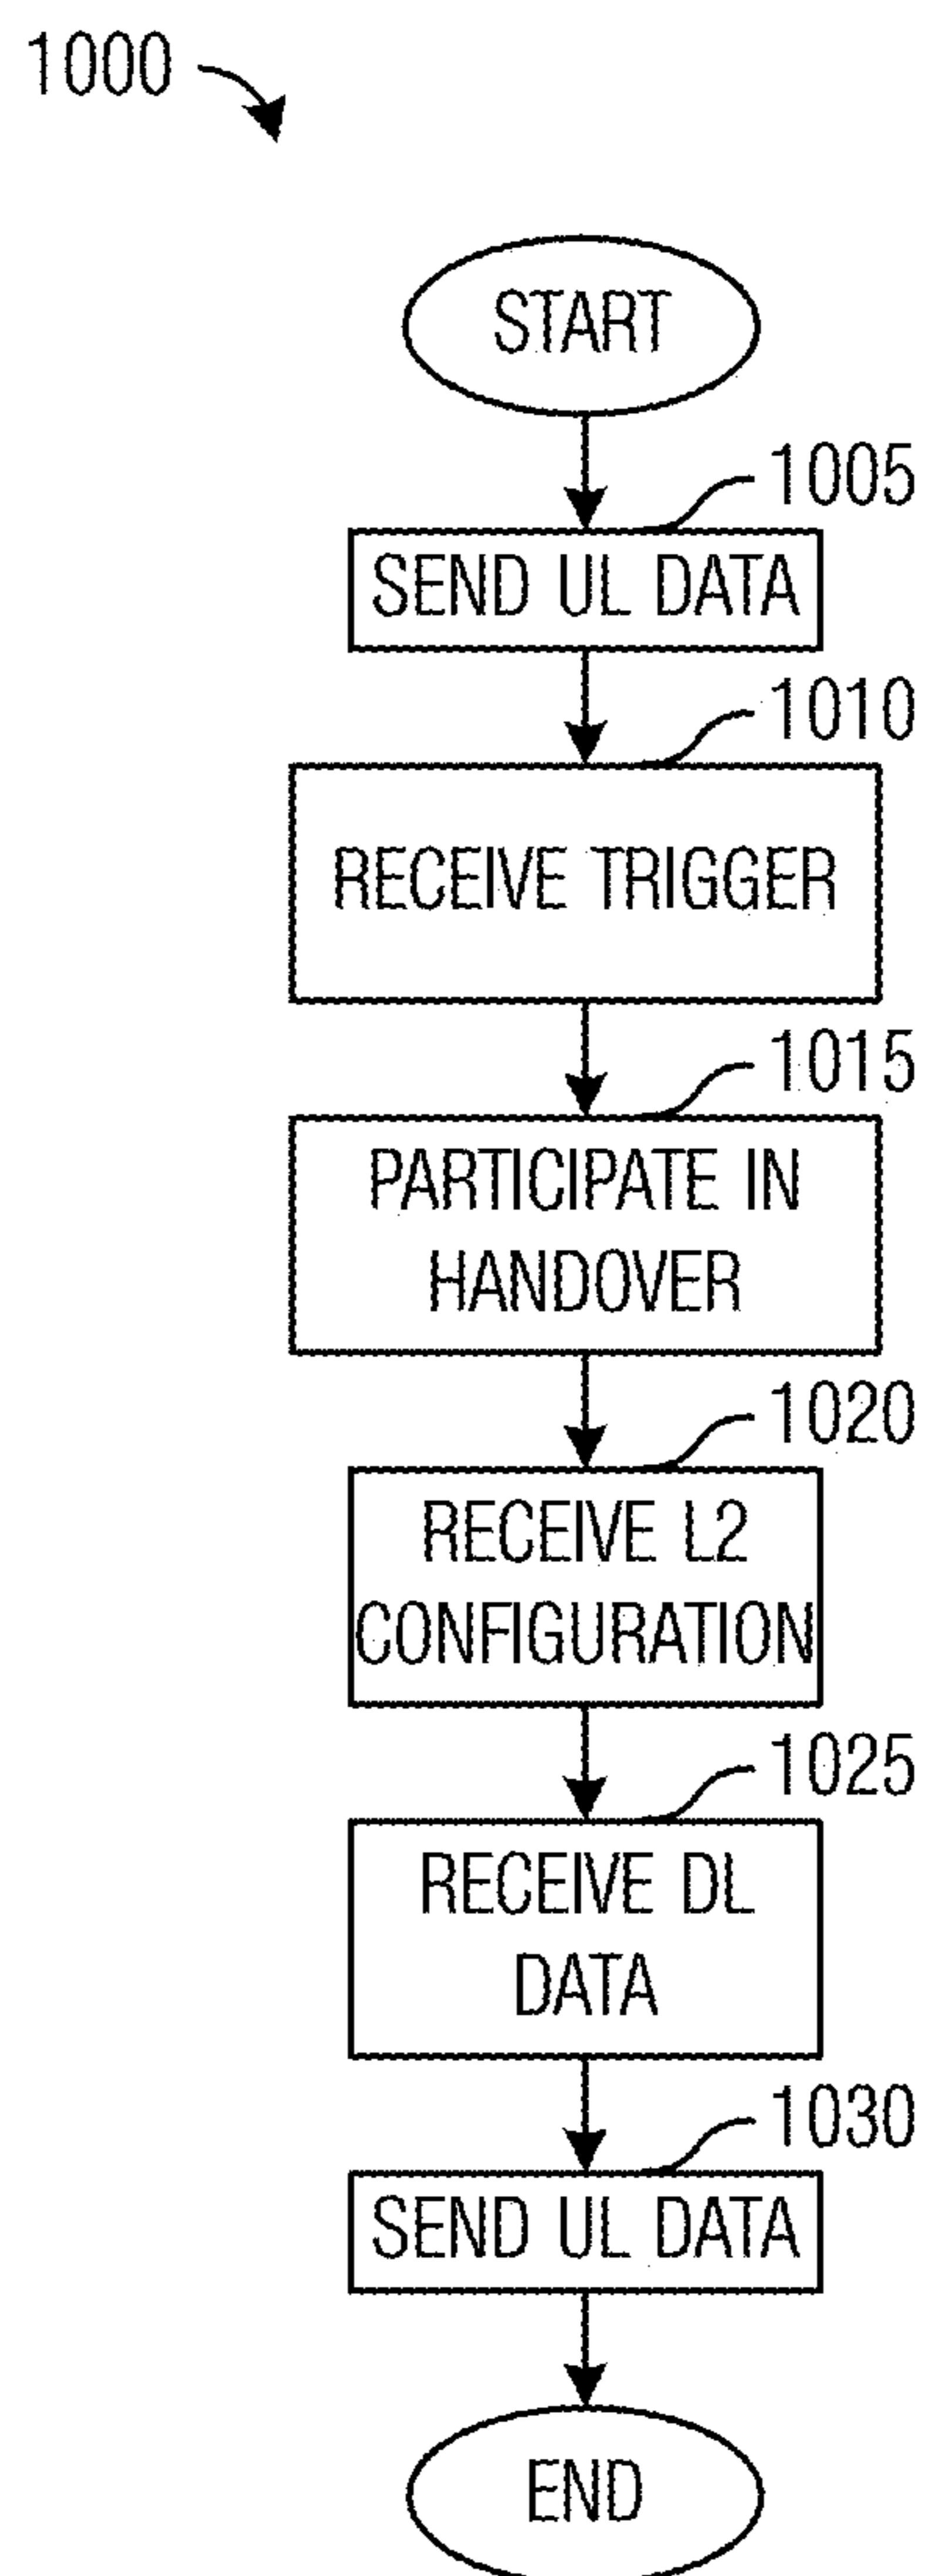 1000
START
1005
SEND UL DATA
1010
RECEIVE TRIGGER
1015
PARTICIPATE IN
HANDOVER
1020
RECEIVE L2
CONFIGURATION
1025
RECEIVE DL
DATA
1030
SEND UL DATA
END